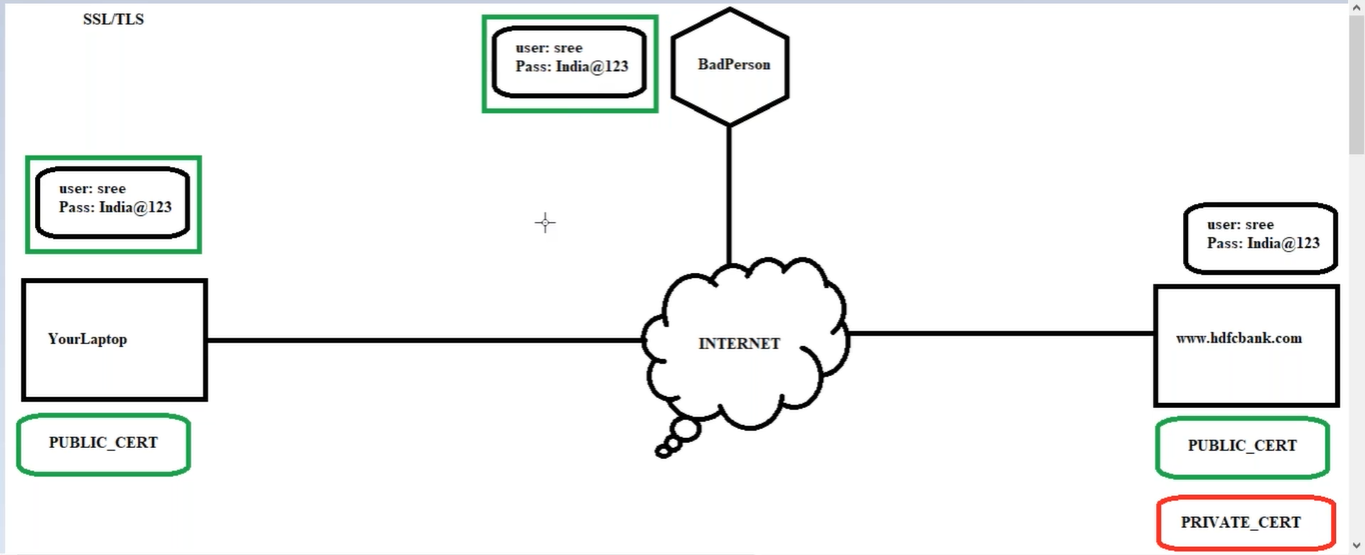 SSL/TLS
user: sree
Pass: India@123
BadPerson
user: sree
Pass: India@123
user: sree
Pass: India@123
YourLaptop
INTERNET
www.hdfcbank.com
PUBLIC_CERT
PUBLIC_CERT
PRIVATE_CERT